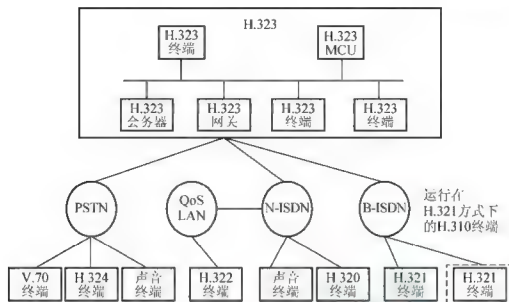 H.323
H.323
终端
H.323
MCU
H.323
会务器
H.323
网关
H.323
终端
H.323
终端
PSTN
QoS
LAN
N-ISDN
B-ISDN
运行在
H.321方式下
的H.310终端
V.70
终端
H.324
终端
声音
终端
H.322
终端
声音
终端
H.320
终端
H.321
终端
H.321
终端